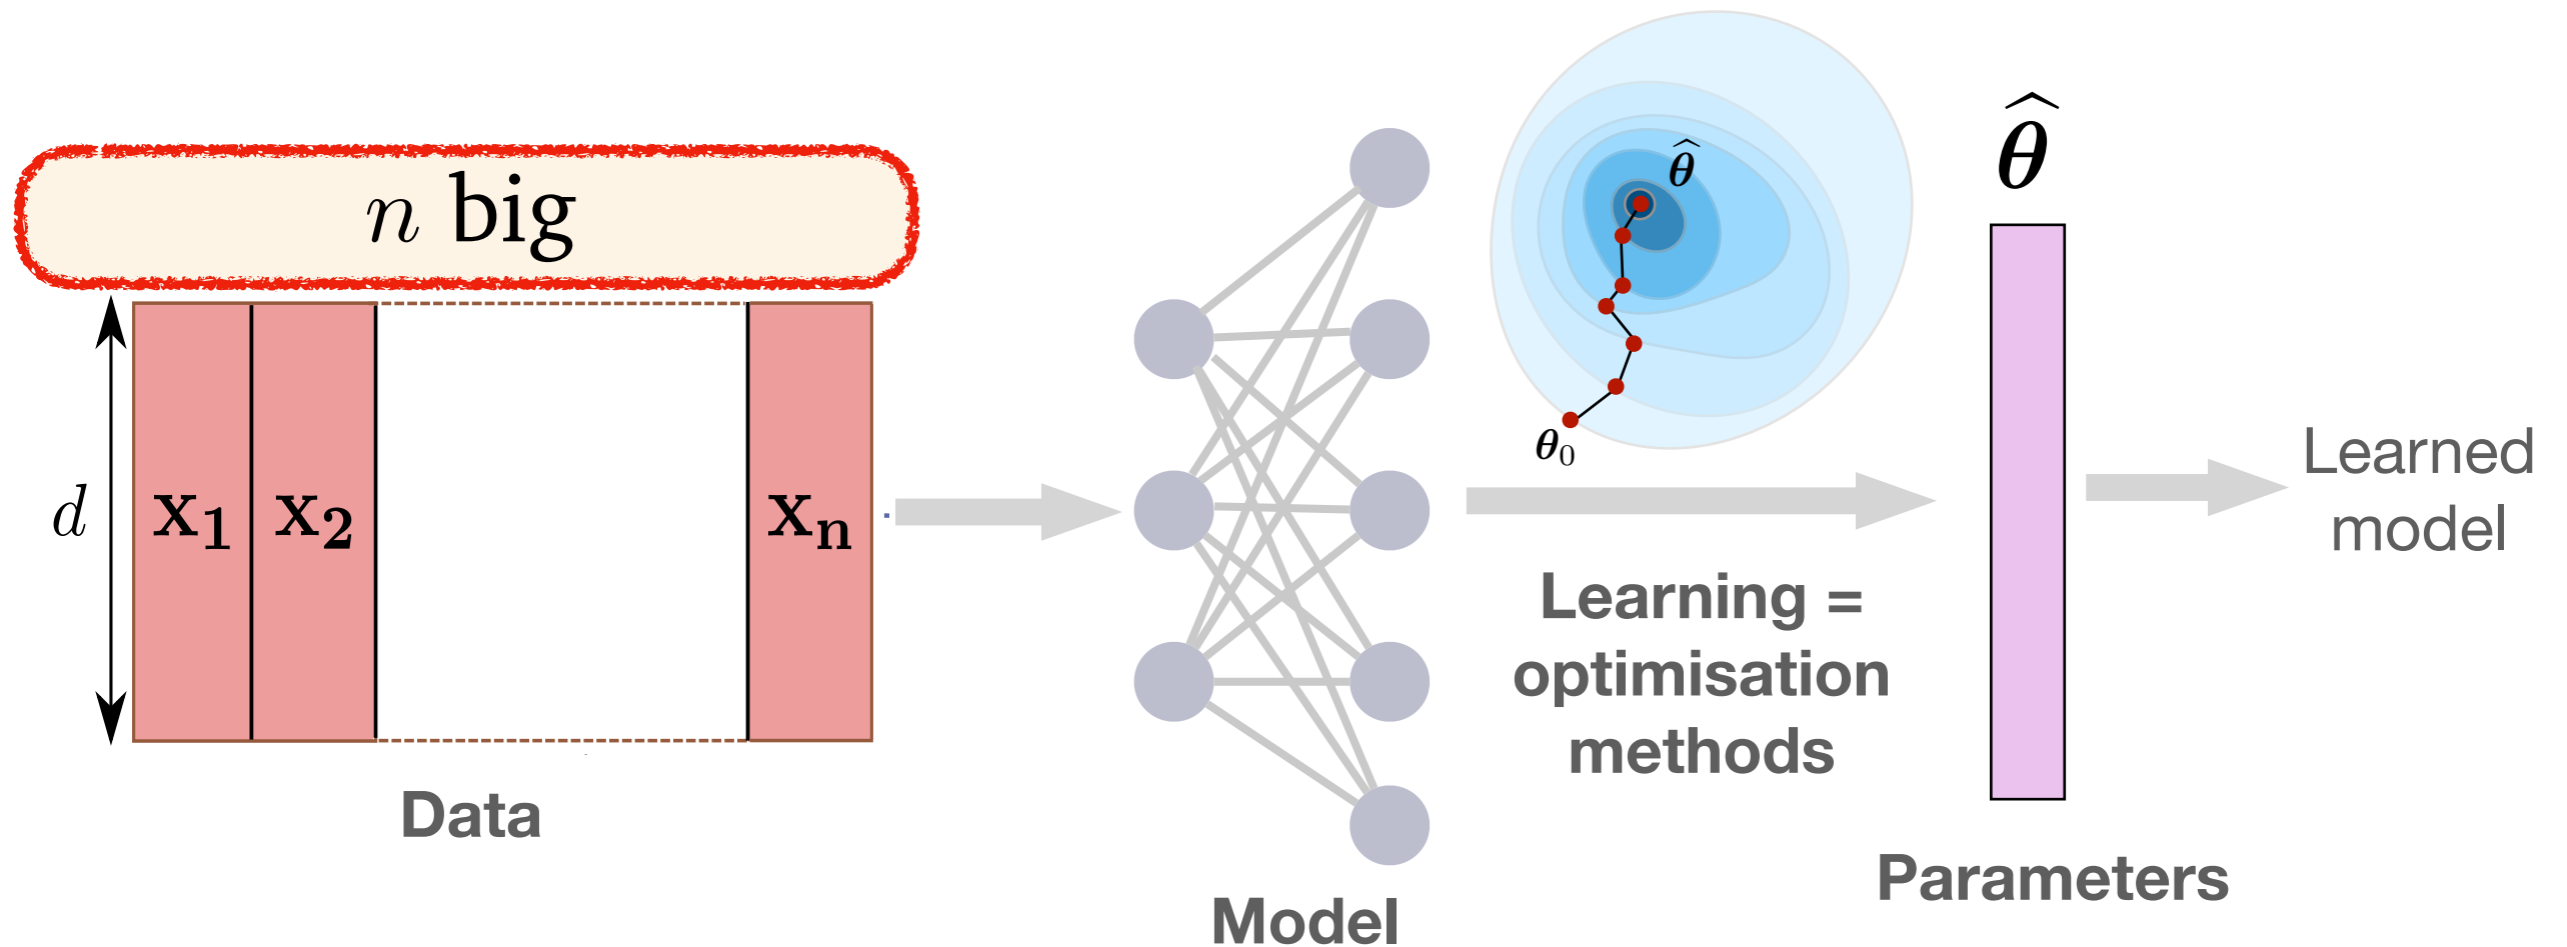 n big
d
x₁ x₂ xₙ
Data
Model
θ̂
θ₀
Learning =
optimisation
methods
θ̂
Parameters
Learned
model